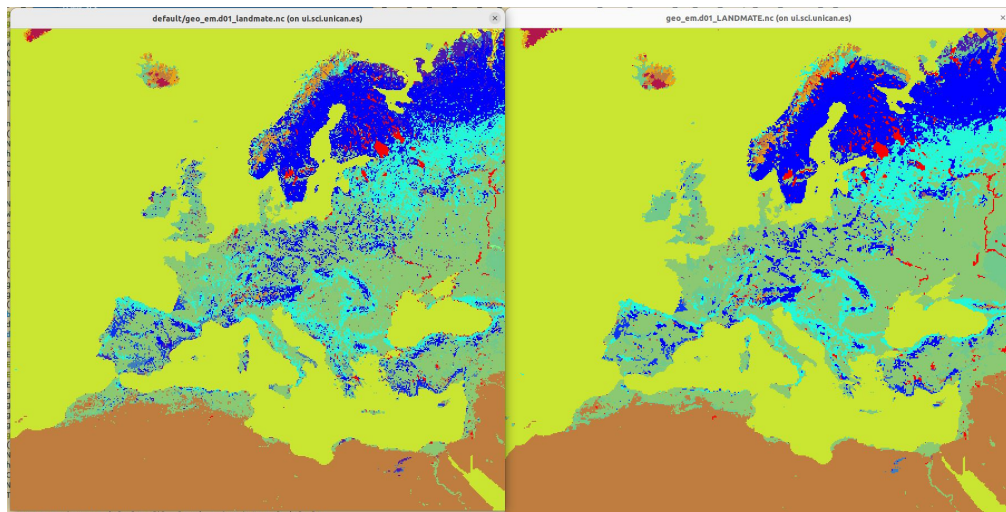 default/geo_em.d01_landmate.nc (on ui.sci.unican.es)
geo_em.d01_LANDMATE.nc (on ui.sci.unican.es)